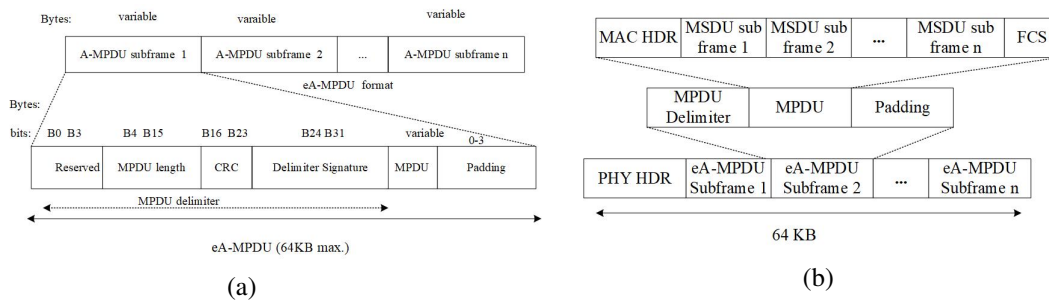 Bytes: variable varaible variable
A-MPDU subframe 1 A-MPDU subframe 2 ... A-MPDU subframe n
eA-MPDU format
Bytes:
bits: B0 B3 B4 B15 B16 B23 B24 B31 variable 0-3
Reserved MPDU length CRC Delimiter Signature MPDU Padding
MPDU delimiter
eA-MPDU (64KB max.)
(a)
MAC HDR MSDU sub frame 1 MSDU sub frame 2 ... MSDU sub frame n FCS
MPDU Delimiter MPDU Padding
PHY HDR eA-MPDU Subframe 1 eA-MPDU Subframe 2 ... eA-MPDU Subframe n
64 KB
(b)